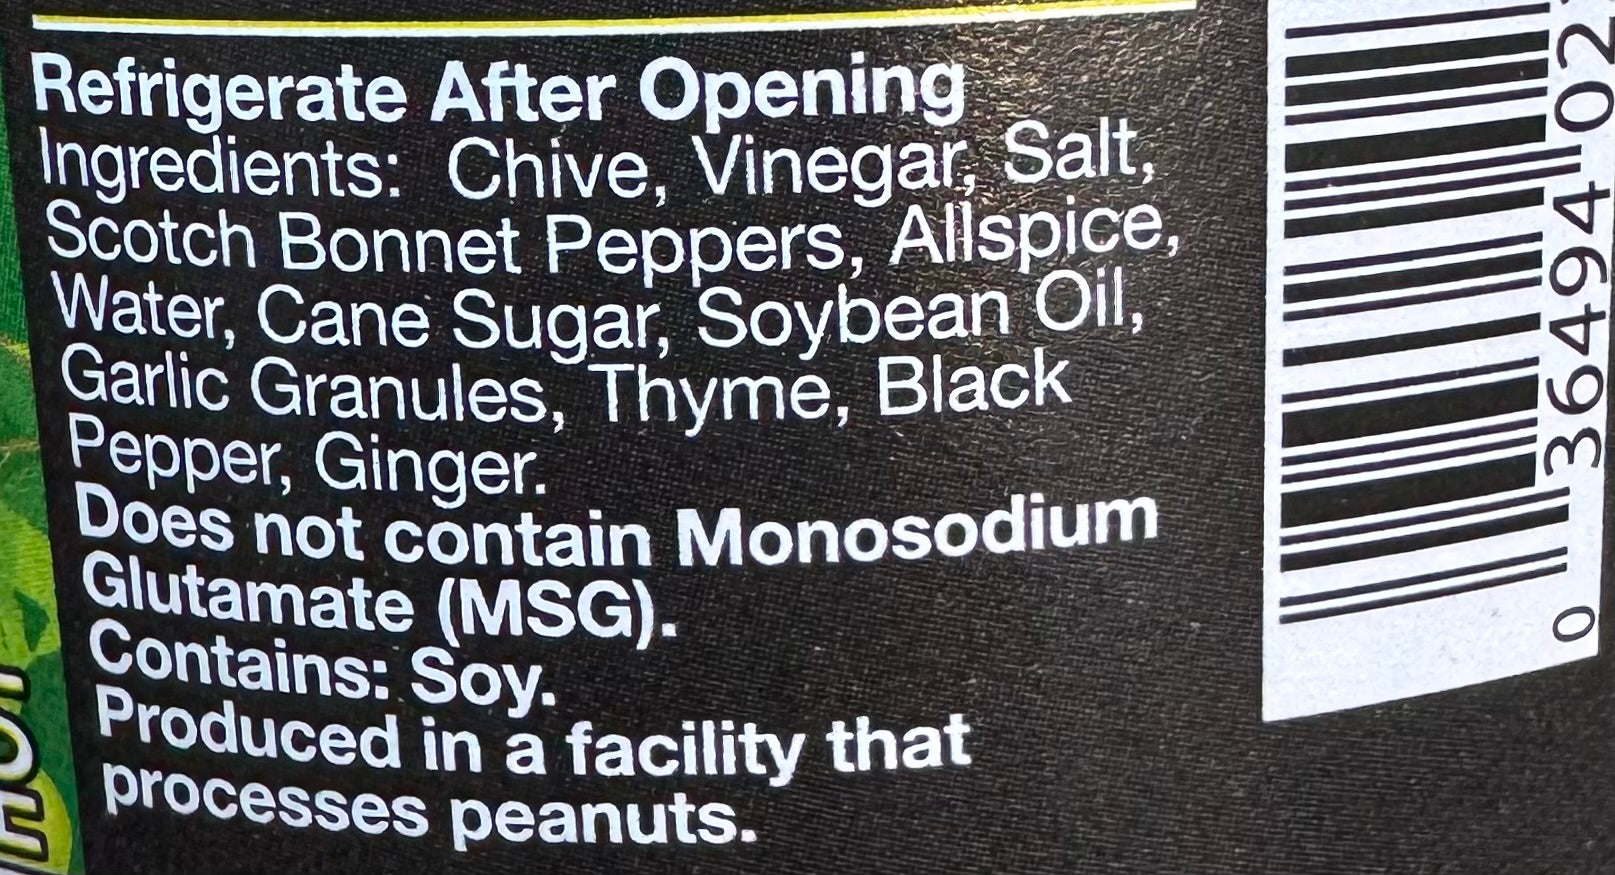 Refrigerate After Opening
Ingredients: Chive, Vinegar, Salt,
Scotch Bonnet Peppers, Allspice,
Water, Cane Sugar, Soybean Oil,
Garlic Granules, Thyme, Black
Pepper, Ginger.
Does not contain Monosodium
Glutamate (MSG).
Contains: Soy.
Produced in a facility that
processes peanuts.
0 36494 02